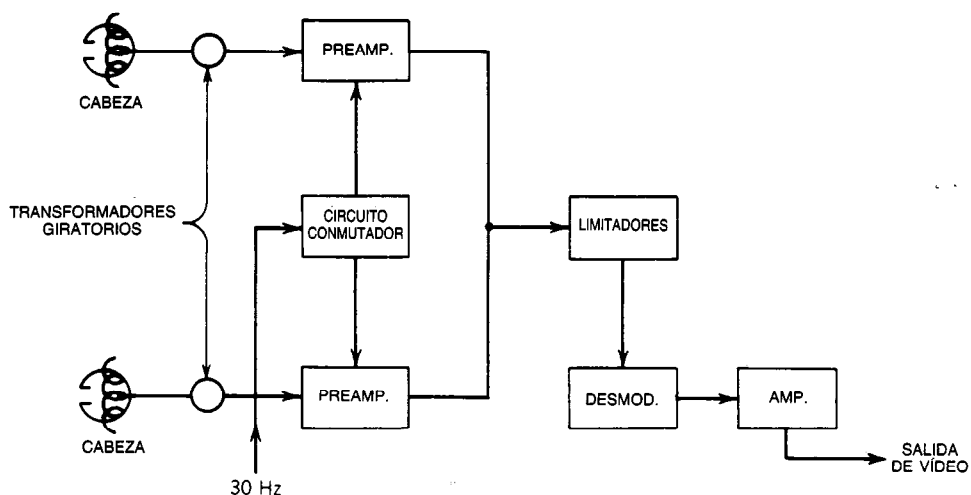 PREAMP.
CABEZA
TRANSFORMADORES
GIRATORIOS
CIRCUITO
CONMUTADOR
LIMITADORES
PREAMP.
DESMOD.
AMP.
CABEZA
SALIDA
DE VÍDEO
30 Hz